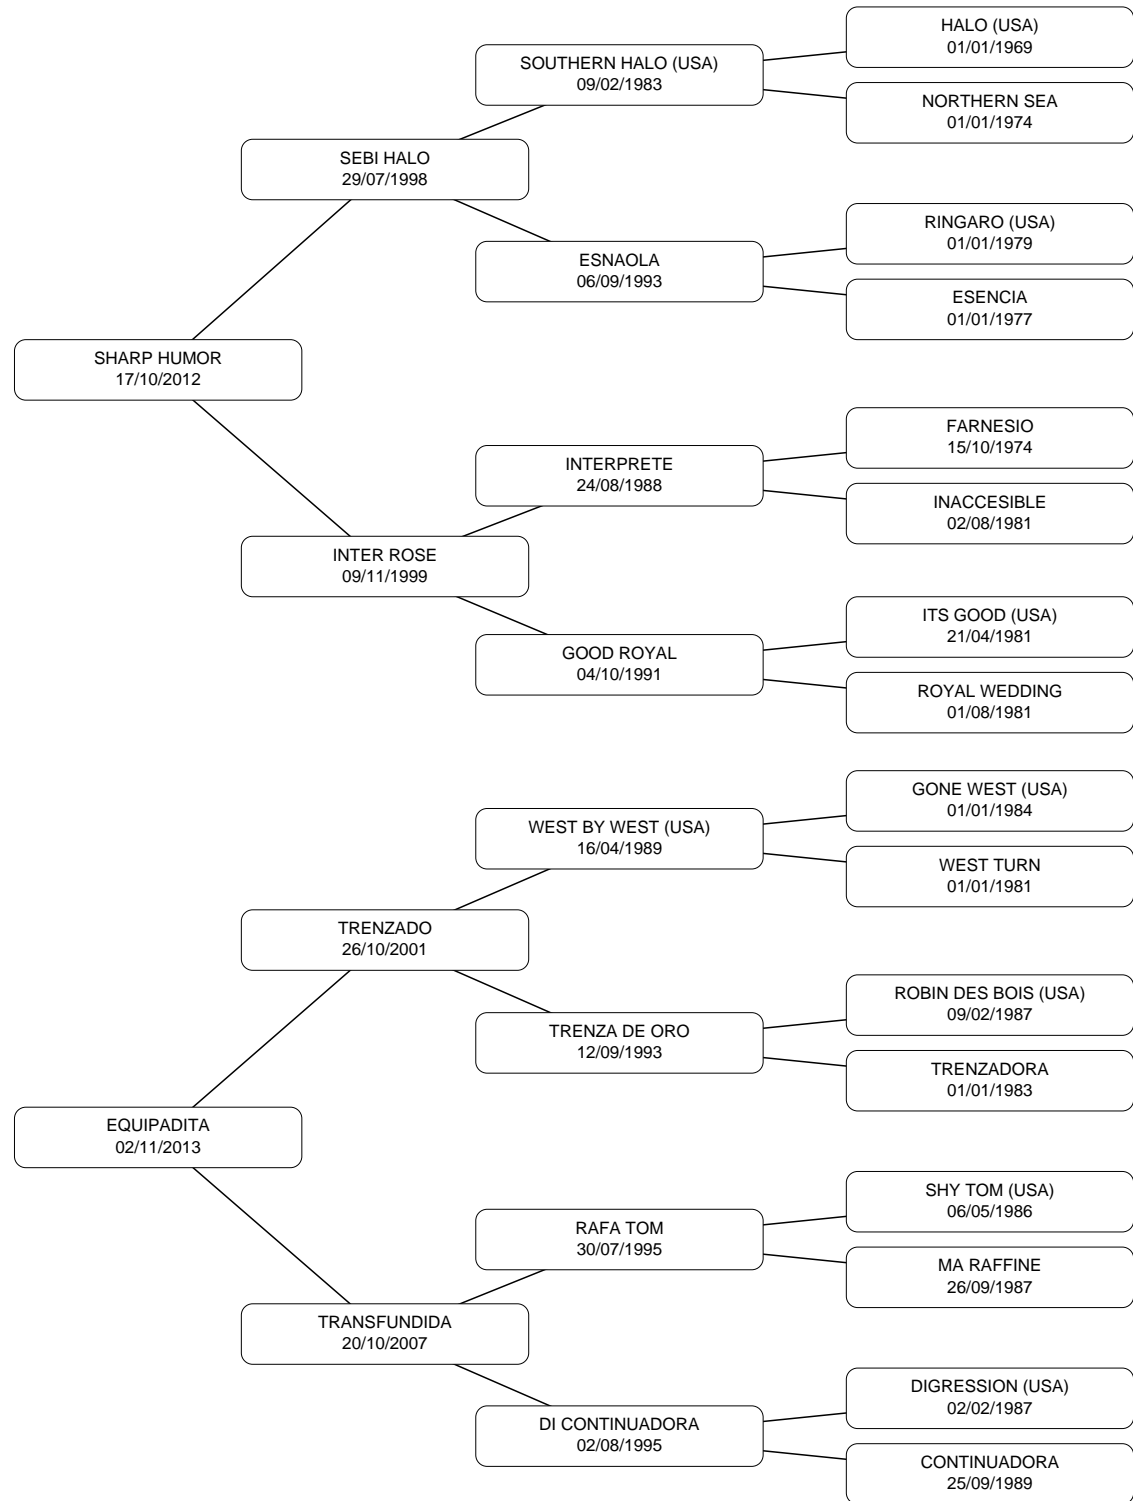 HALO (USA)
01/01/1969
SOUTHERN HALO (USA)
09/02/1983
NORTHERN SEA
01/01/1974
SEBI HALO
29/07/1998
RINGARO (USA)
01/01/1979
ESNAOLA
06/09/1993
ESENCIA
01/01/1977
SHARP HUMOR
17/10/2012
FARNESIO
15/10/1974
INTERPRETE
24/08/1988
INACCESIBLE
02/08/1981
INTER ROSE
09/11/1999
ITS GOOD (USA)
21/04/1981
GOOD ROYAL
04/10/1991
ROYAL WEDDING
01/08/1981
GONE WEST (USA)
01/01/1984
WEST BY WEST (USA)
16/04/1989
WEST TURN
01/01/1981
TRENZADO
26/10/2001
ROBIN DES BOIS (USA)
09/02/1987
TRENZA DE ORO
12/09/1993
TRENZADORA
01/01/1983
EQUIPADITA
02/11/2013
SHY TOM (USA)
06/05/1986
RAFA TOM
30/07/1995
MA RAFFINE
26/09/1987
TRANSFUNDIDA
20/10/2007
DIGRESSION (USA)
02/02/1987
DI CONTINUADORA
02/08/1995
CONTINUADORA
25/09/1989